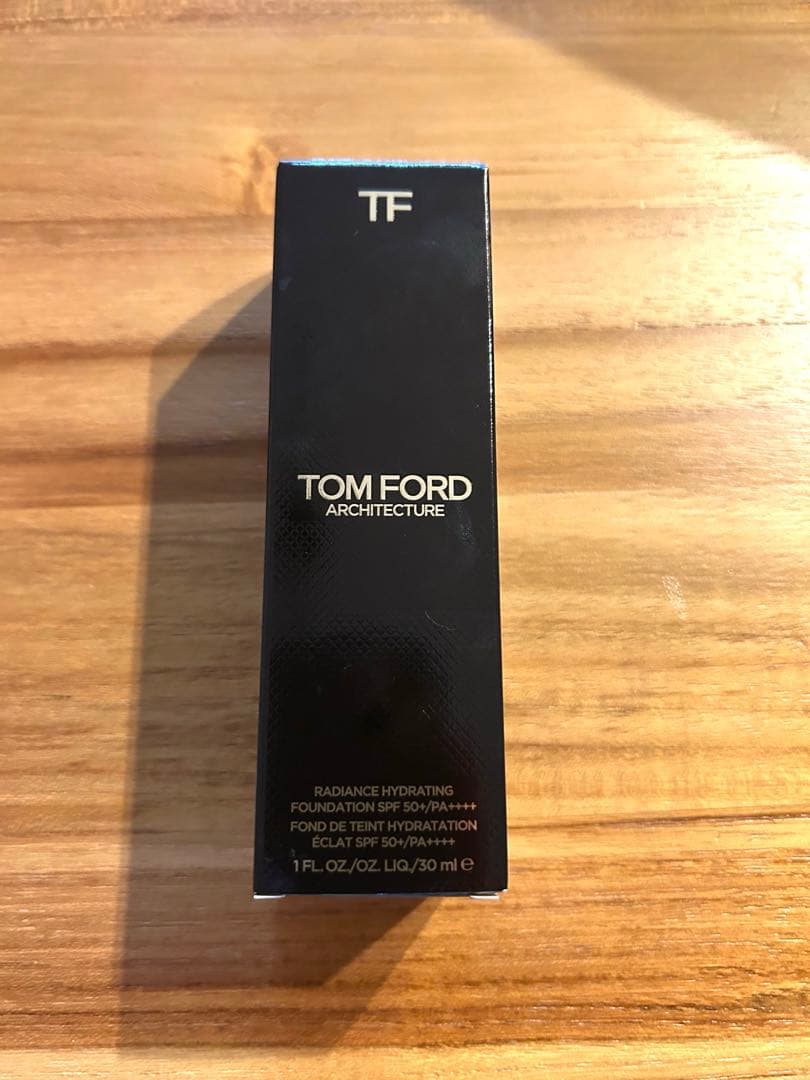 TF
TOM FORD
ARCHITECTURE
RADIANCE HYDRATING
FOUNDATION SPF 50+/PA++++
FOND DE TEINT HYDRATATION
ÉCLAT SPF 50+/PA++++
1 FL. OZ./OZ. LIQ./30 ml ℮